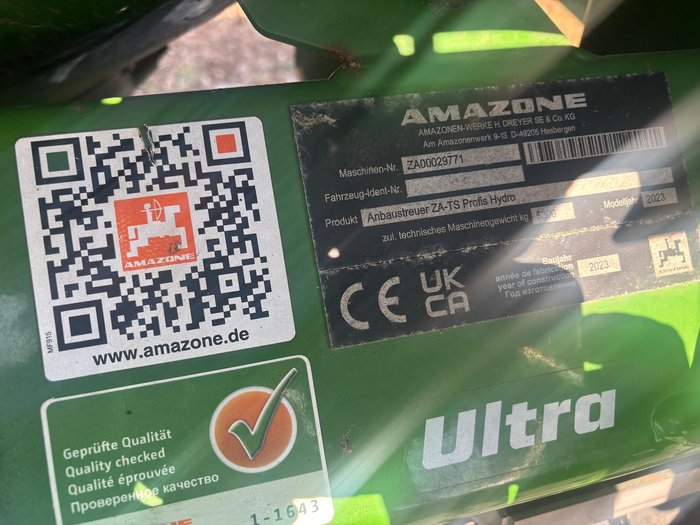 AMAZONE
www.amazone.de
MF915
AMAZONE
AMAZONEN-WERKE H. DREYER SE & Co. KG
Am Amazonenwerk 9-13 D-49205 Hasbergen
Maschinen-Nr. ZA00029771
Fahrzeug-Ident-Nr.
Produkt Anbaustreuer ZA-TS Profis Hydro Modelljahr 2023
zul. technisches Maschinengewicht kg 5300
CE UK CA
Baujahr
année de fabrication
year of construction 2023
Год изготовления
AMAZONE
Geprüfte Qualität
Quality checked
Qualité éprouvée
Проверенное качество
1-1643
Ultra